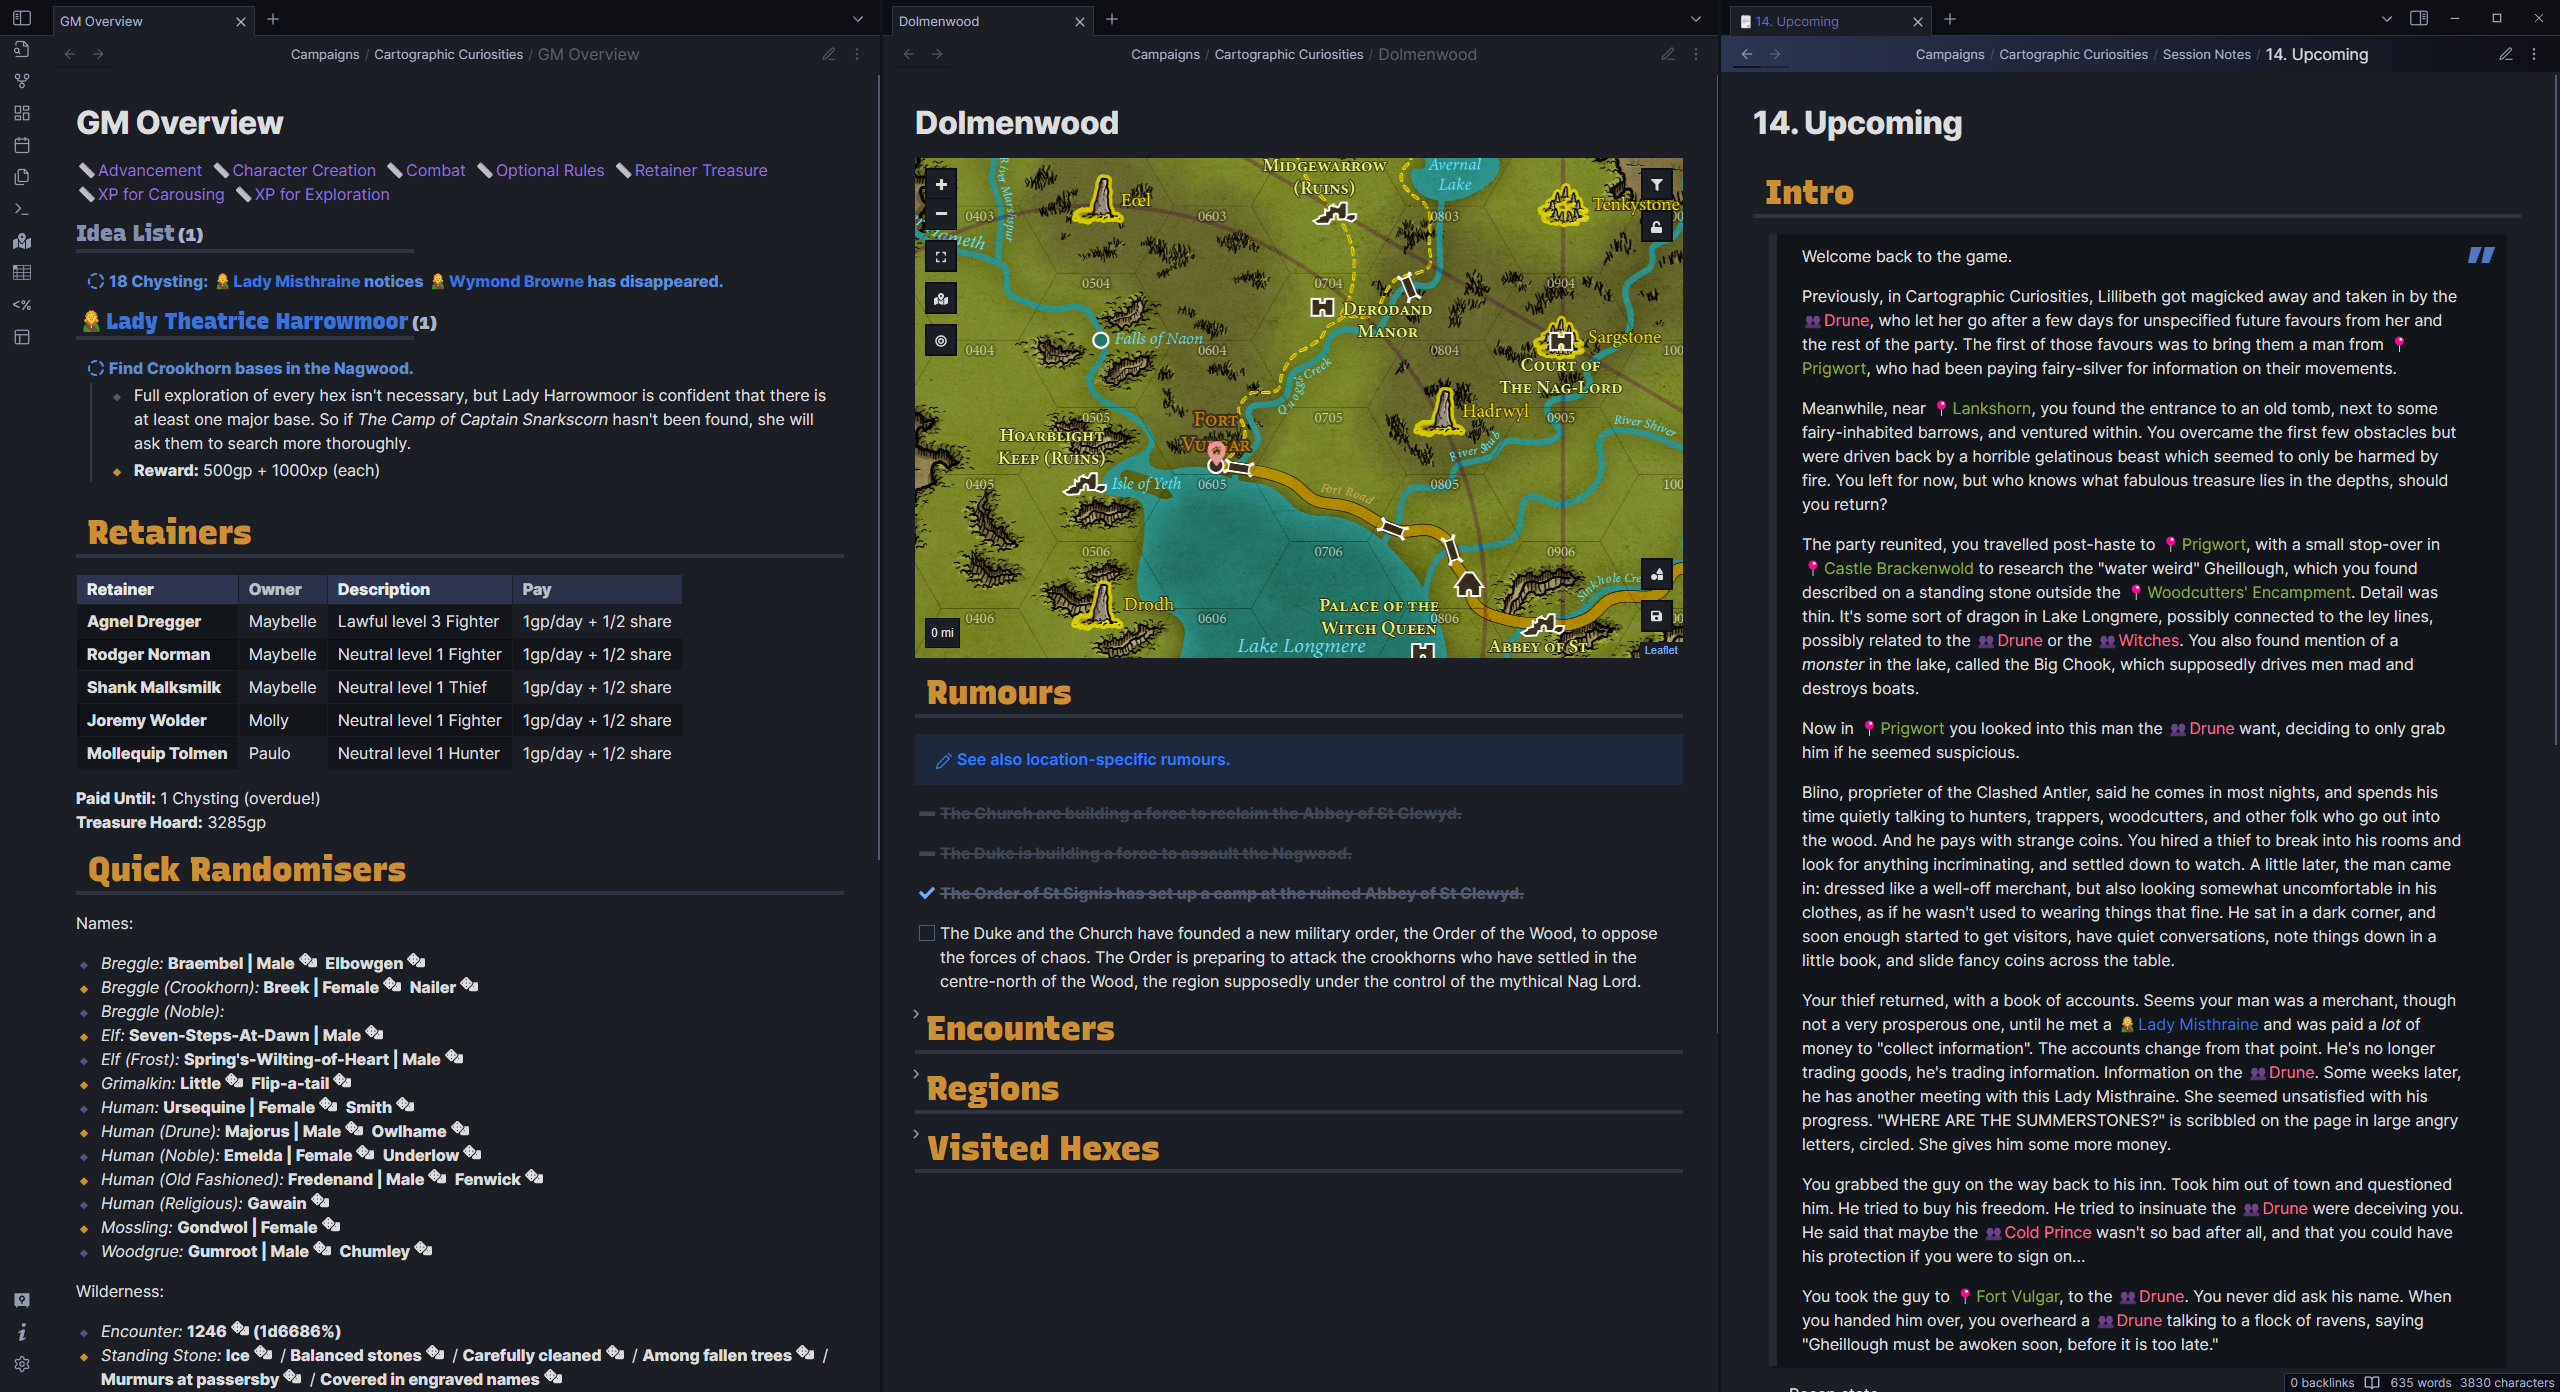 GM Overview
Campaigns / Cartographic Curiosities / GM Overview
GM Overview
Advancement Character Creation Combat Optional Rules Retainer Treasure
XP for Carousing XP for Exploration
Idea List (1)
18 Chysting: Lady Misthraine notices Wymond Browne has disappeared.
Lady Theatrice Harrowmoor (1)
Find Crookhorn bases in the Nagwood.
Full exploration of every hex isn't necessary, but Lady Harrowmoor is confident that there is
at least one major base. So if The Camp of Captain Snarkscorn hasn't been found, she will
ask them to search more thoroughly.
Reward: 500gp + 1000xp (each)
Retainers
Retainer Owner Description Pay
Agnel Dregger Maybelle Lawful level 3 Fighter 1gp/day + 1/2 share
Rodger Norman Maybelle Neutral level 1 Fighter 1gp/day + 1/2 share
Shank Malksmilk Maybelle Neutral level 1 Thief 1gp/day + 1/2 share
Joremy Wolder Molly Neutral level 1 Fighter 1gp/day + 1/2 share
Mollequip Tolmen Paulo Neutral level 1 Hunter 1gp/day + 1/2 share
Paid Until: 1 Chysting (overdue!)
Treasure Hoard: 3285gp
Quick Randomisers
Names:
Breggle: Braembel | Male Elbowgen
Breggle (Crookhorn): Breek | Female Nailer
Breggle (Noble):
Elf: Seven-Steps-At-Dawn | Male
Elf (Frost): Spring's-Wilting-of-Heart | Male
Grimalkin: Little Flip-a-tail
Human: Ursequine | Female Smith
Human (Drune): Majorus | Male Owlhame
Human (Noble): Emelda | Female Underlow
Human (Old Fashioned): Fredenand | Male Fenwick
Human (Religious): Gawain
Mossling: Gondwol | Female
Woodgrue: Gumroot | Male Chumley
Wilderness:
Encounter: 1246 (1d6686%)
Standing Stone: Ice / Balanced stones / Carefully cleaned / Among fallen trees /
Murmurs at passersby / Covered in engraved names
Dolmenwood
Campaigns / Cartographic Curiosities / Dolmenwood
Dolmenwood
Midgewarrow
(Ruins)
Avernal
Lake
River Marshspur
Eœl
Tenkystone
0403
0603
0803
0504
0704
0904
Derodand
Manor
Falls of Naon
Sargstone
0404
0604
0804
100
Court of
The Nag-Lord
Quogg's Creek
Hadrwyl
Fort
Vulgar
0505
0705
0905
River Shiver
Hoarblight
Keep (Ruins)
River Shub
Isle of Yeth
0405
0605
0805
100
Fort Road
0506
0706
0906
Sinkhole Cre
Drodh
Palace of the
Witch Queen
0406
0606
0806
Lake Longmere
Abbey of St
0 mi
Leaflet
Rumours
See also location-specific rumours.
The Church are building a force to reclaim the Abbey of St Clewyd.
The Duke is building a force to assault the Nagwood.
The Order of St Signis has set up a camp at the ruined Abbey of St Clewyd.
The Duke and the Church have founded a new military order, the Order of the Wood, to oppose
the forces of chaos. The Order is preparing to attack the crookhorns who have settled in the
centre-north of the Wood, the region supposedly under the control of the mythical Nag Lord.
Encounters
Regions
Visited Hexes
14. Upcoming
Campaigns / Cartographic Curiosities / Session Notes / 14. Upcoming
14. Upcoming
Intro
Welcome back to the game.
Previously, in Cartographic Curiosities, Lillibeth got magicked away and taken in by the
Drune, who let her go after a few days for unspecified future favours from her and
the rest of the party. The first of those favours was to bring them a man from
Prigwort, who had been paying fairy-silver for information on their movements.
Meanwhile, near Lankshorn, you found the entrance to an old tomb, next to some
fairy-inhabited barrows, and ventured within. You overcame the first few obstacles but
were driven back by a horrible gelatinous beast which seemed to only be harmed by
fire. You left for now, but who knows what fabulous treasure lies in the depths, should
you return?
The party reunited, you travelled post-haste to Prigwort, with a small stop-over in
Castle Brackenwold to research the "water weird" Gheillough, which you found
described on a standing stone outside the Woodcutters' Encampment. Detail was
thin. It's some sort of dragon in Lake Longmere, possibly connected to the ley lines,
possibly related to the Drune or the Witches. You also found mention of a
monster in the lake, called the Big Chook, which supposedly drives men mad and
destroys boats.
Now in Prigwort you looked into this man the Drune want, deciding to only grab
him if he seemed suspicious.
Blino, proprieter of the Clashed Antler, said he comes in most nights, and spends his
time quietly talking to hunters, trappers, woodcutters, and other folk who go out into
the wood. And he pays with strange coins. You hired a thief to break into his rooms and
look for anything incriminating, and settled down to watch. A little later, the man came
in: dressed like a well-off merchant, but also looking somewhat uncomfortable in his
clothes, as if he wasn't used to wearing things that fine. He sat in a dark corner, and
soon enough started to get visitors, have quiet conversations, note things down in a
little book, and slide fancy coins across the table.
Your thief returned, with a book of accounts. Seems your man was a merchant, though
not a very prosperous one, until he met a Lady Misthraine and was paid a lot of
money to "collect information". The accounts change from that point. He's no longer
trading goods, he's trading information. Information on the Drune. Some weeks later,
he has another meeting with this Lady Misthraine. She seemed unsatisfied with his
progress. "WHERE ARE THE SUMMERSTONES?" is scribbled on the page in large angry
letters, circled. She gives him some more money.
You grabbed the guy on the way back to his inn. Took him out of town and questioned
him. He tried to buy his freedom. He tried to insinuate the Drune were deceiving you.
He said that maybe the Cold Prince wasn't so bad after all, and that you could have
his protection if you were to sign on...
You took the guy to Fort Vulgar, to the Drune. You never did ask his name. When
you handed him over, you overheard a Drune talking to a flock of ravens, saying
"Gheillough must be awoken soon, before it is too late."
0 backlinks 635 words 3830 characters